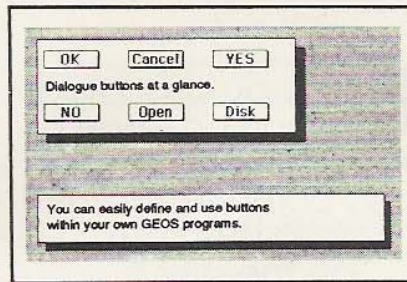 OK Cancel YES
Dialogue buttons at a glance.
NO Open Disk
You can easily define and use buttons
within your own GEOS programs.